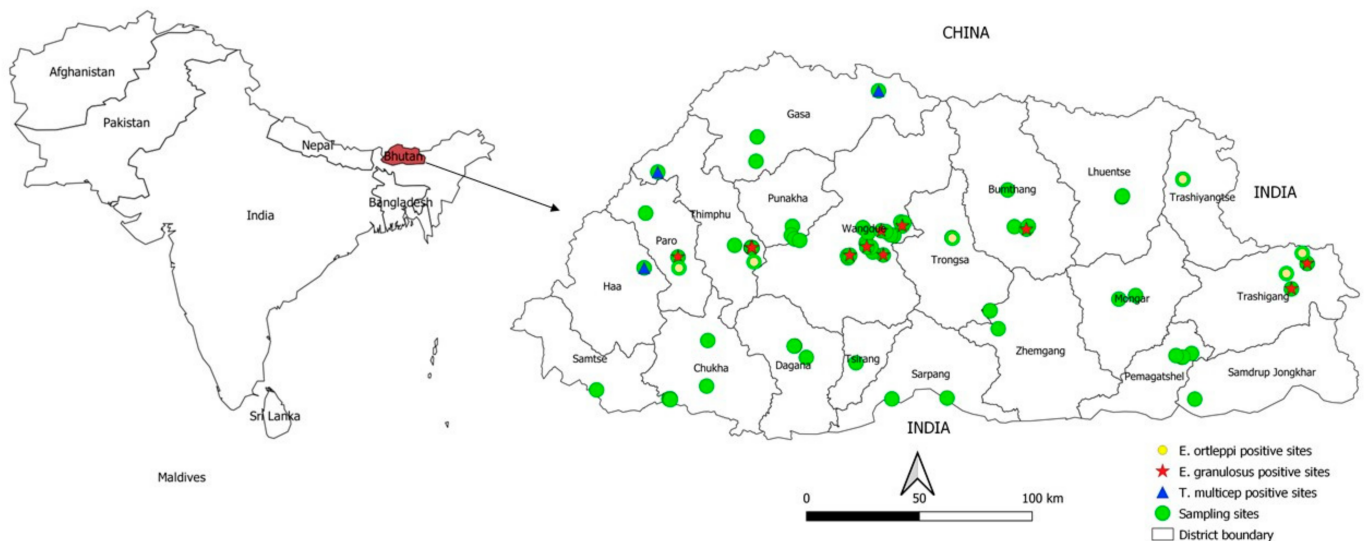 Afghanistan
Pakistan
Nepal
Bhutan
Bangladesh
India
Sri Lanka
Maldives
CHINA
Gasa
Lhuentse
Bumthang
Trashiyangtse
INDIA
Punakha
Thimphu
Wangdue
Paro
Trongsa
Haa
Trashigang
Mongar
Zhemgang
Samtse
Chukha
Dagana
Tsirang
Sarpang
Pemagatshel
Samdrup Jongkhar
INDIA
E. ortleppi positive sites
E. granulosus positive sites
T. multicep positive sites
Sampling sites
District boundary
0 50 100 km